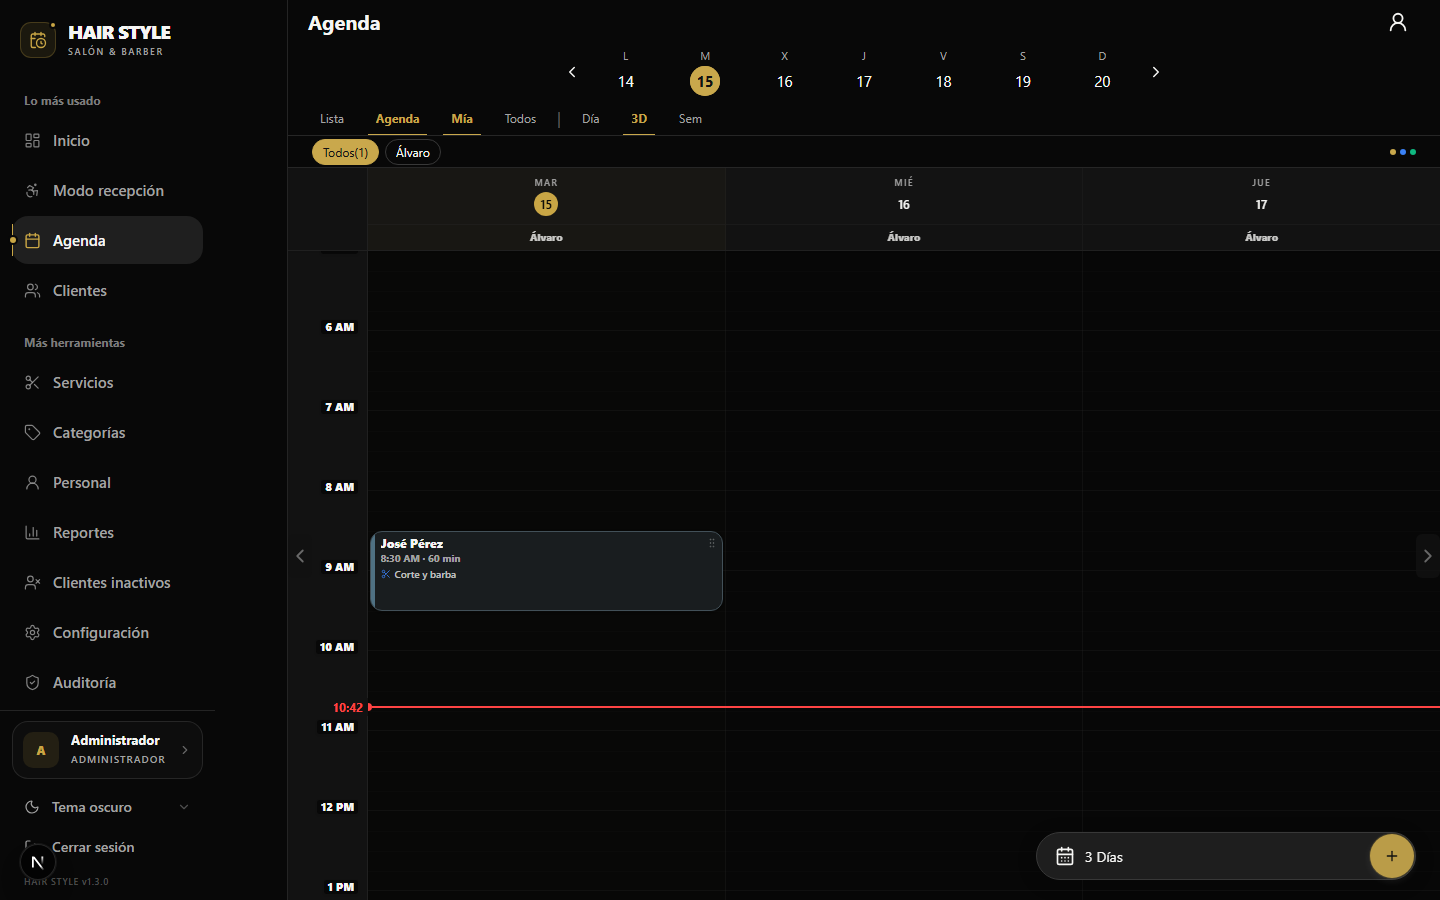 HAIR STYLE
SALÓN & BARBER
Lo más usado
Inicio
Modo recepción
Agenda
Clientes
Más herramientas
Servicios
Categorías
Personal
Reportes
Clientes inactivos
Configuración
Auditoría
A
Administrador
ADMINISTRADOR
Tema oscuro
Cerrar sesión
N
HAIR STYLE v1.3.0
Agenda
L M X J V S D
14 15 16 17 18 19 20
Lista Agenda Mía Todos | Día 3D Sem
Todos(1) Álvaro
MAR MIÉ JUE
15 16 17
Álvaro Álvaro Álvaro
6 AM
7 AM
8 AM
José Pérez
8:30 AM · 60 min
9 AM
Corte y barba
10 AM
10:42
11 AM
12 PM
3 Días
1 PM